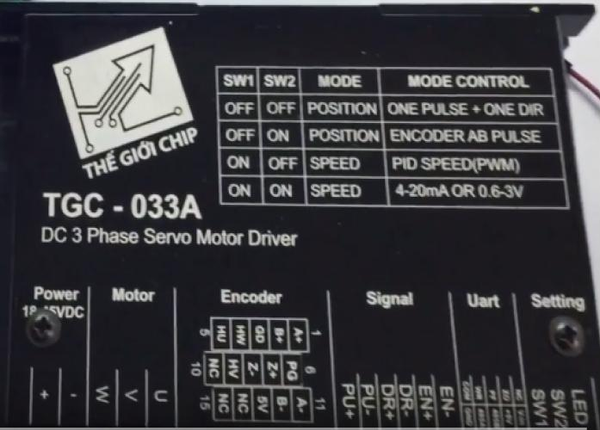 THẾ GIỚI CHIP
SW1 SW2 MODE MODE CONTROL
OFF OFF POSITION ONE PULSE + ONE DIR
OFF ON POSITION ENCODER AB PULSE
ON OFF SPEED PID SPEED(PWM)
ON ON SPEED 4-20mA OR 0.6-3V
TGC - 033A
DC 3 Phase Servo Motor Driver
Power Motor Encoder Signal Uart Setting
VDC
5 HU HW GD B+ A+ 1
10 NC HV Z- Z+ PG 6
15 NC NC 5V B- A- 11
+ - W V U
PU+ PU- DR+ DR- EN+ EN-
SW1 SW2 LED